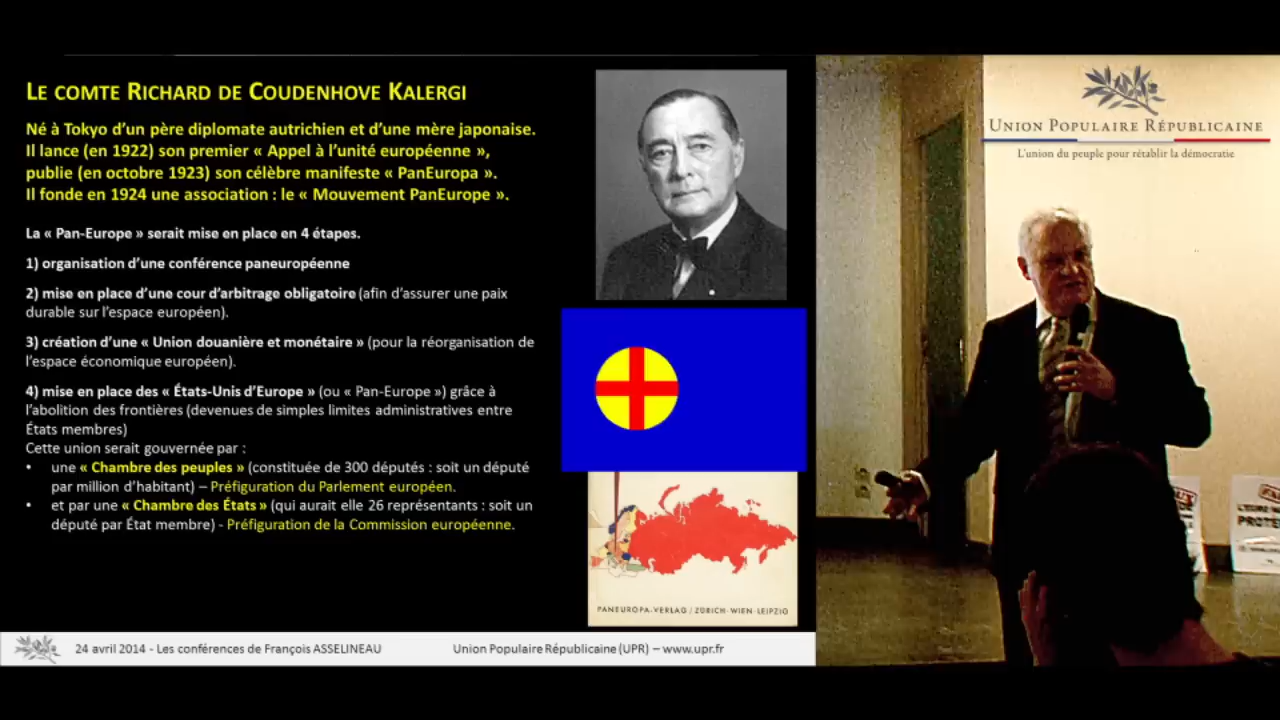 LE COMTE RICHARD DE COUDENHOVE KALERGI
Né à Tokyo d'un père diplomate autrichien et d'une mère japonaise.
Il lance (en 1922) son premier « Appel à l'unité européenne »,
publie (en octobre 1923) son célèbre manifeste « PanEuropa ».
Il fonde en 1924 une association : le « Mouvement PanEurope ».
La « Pan-Europe » serait mise en place en 4 étapes.
1) organisation d'une conférence paneuropéenne
2) mise en place d'une cour d'arbitrage obligatoire (afin d'assurer une paix
durable sur l'espace européen).
3) création d'une « Union douanière et monétaire » (pour la réorganisation de
l'espace économique européen).
4) mise en place des « États-Unis d'Europe » (ou « Pan-Europe ») grâce à
l'abolition des frontières (devenues de simples limites administratives entre
États membres)
Cette union serait gouvernée par :
• une « Chambre des peuples » (constituée de 300 députés : soit un député
par million d'habitant) – Préfiguration du Parlement européen.
• et par une « Chambre des États » (qui aurait elle 26 représentants : soit un
député par État membre) - Préfiguration de la Commission européenne.
PANEUROPA-VERLAG / ZÜRICH-WIEN-LEIPZIG
24 avril 2014 - Les conférences de François ASSELINEAU
Union Populaire Républicaine (UPR) – www.upr.fr
UNION POPULAIRE RÉPUBLICAINE
L'union du peuple pour rétablir la démocratie